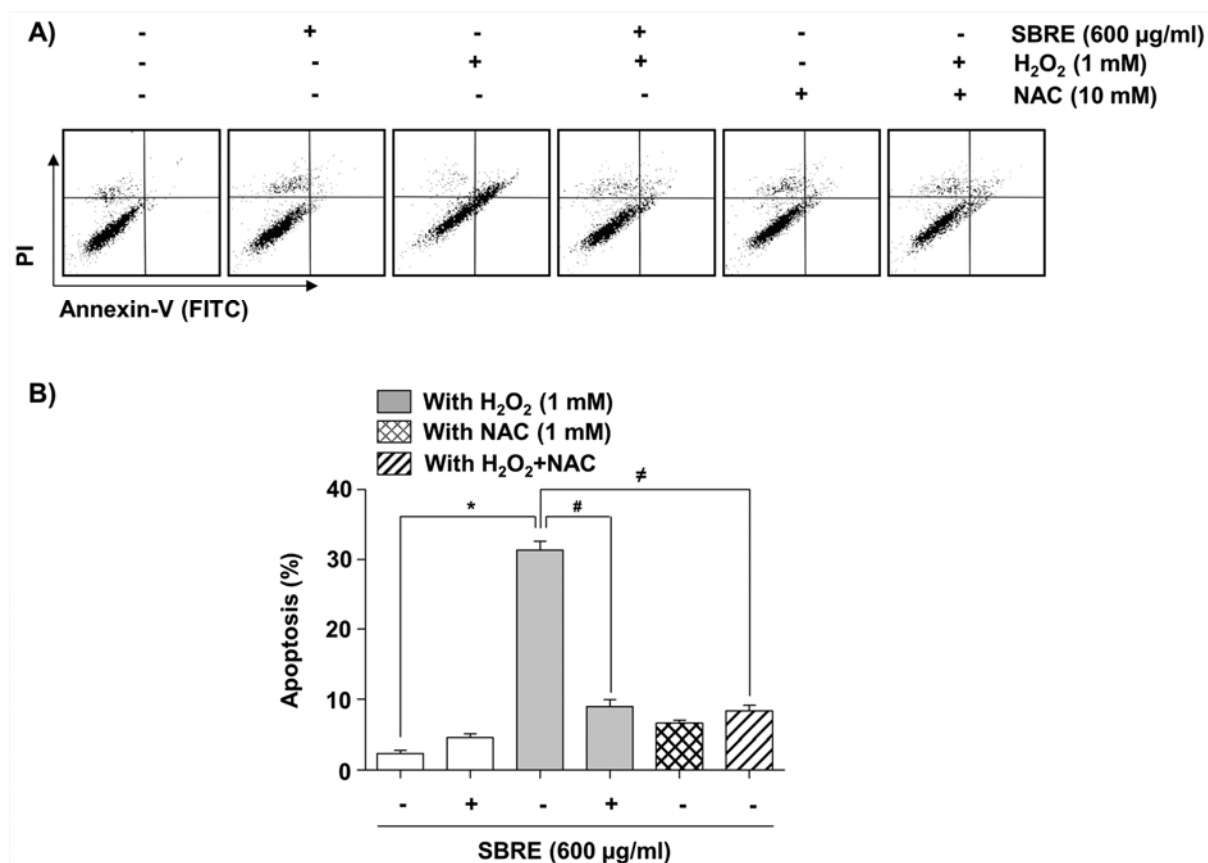 A)
- + - + - - SBRE (600 µg/ml)
- - + + - + H₂O₂ (1 mM)
- - - - + + NAC (10 mM)
PI
Annexin-V (FITC)
B)
With H₂O₂ (1 mM)
With NAC (1 mM)
With H₂O₂+NAC
≠
* #
40
30
20
10
0
Apoptosis (%)
- + - + - -
SBRE (600 µg/ml)